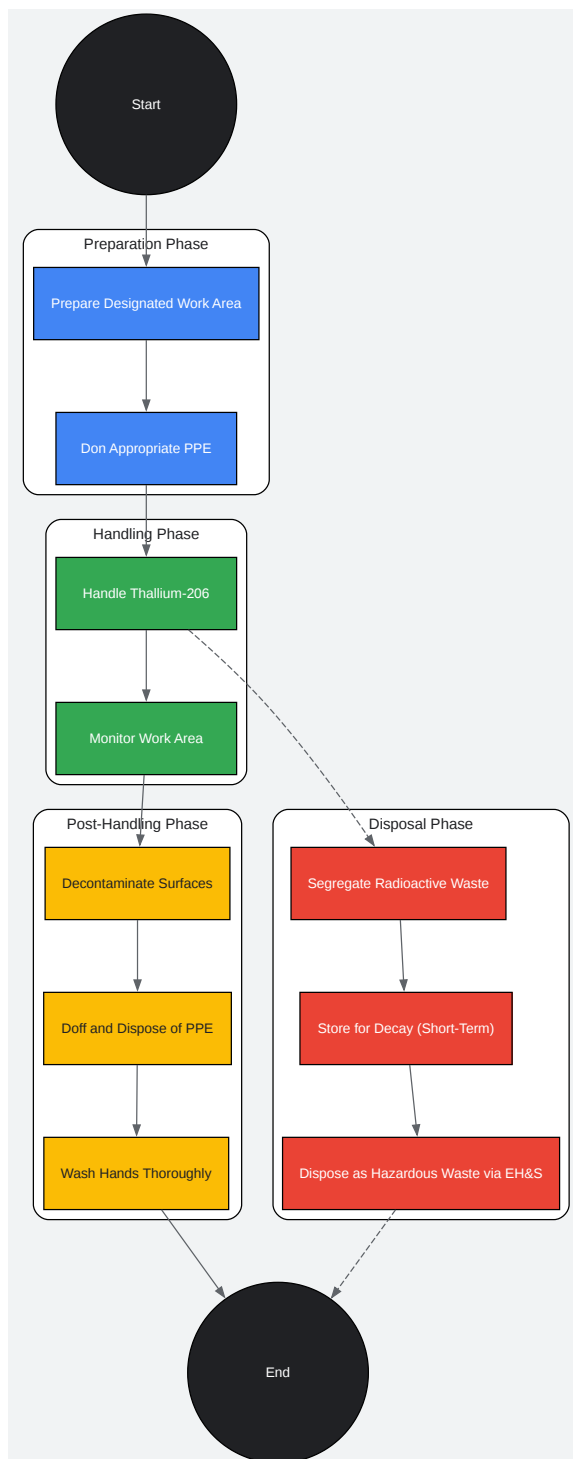 Start
Preparation Phase
Prepare Designated Work Area
Don Appropriate PPE
Handling Phase
Handle Thallium-206
Monitor Work Area
Post-Handling Phase
Decontaminate Surfaces
Doff and Dispose of PPE
Wash Hands Thoroughly
Disposal Phase
Segregate Radioactive Waste
Store for Decay (Short-Term)
Dispose as Hazardous Waste via EH&S
End